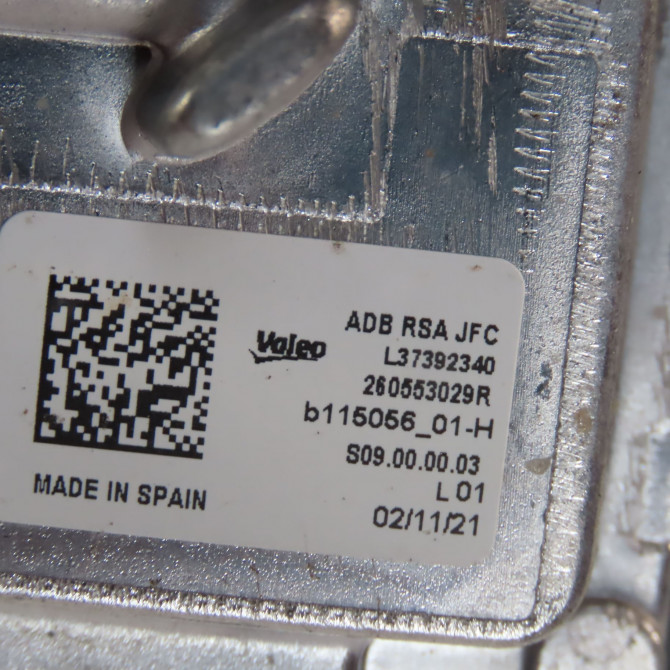 Valeo
ADB RSA JFC
L37392340
260553029R
b115056_01-H
S09.00.00.03
L 01
02/11/21
MADE IN SPAIN